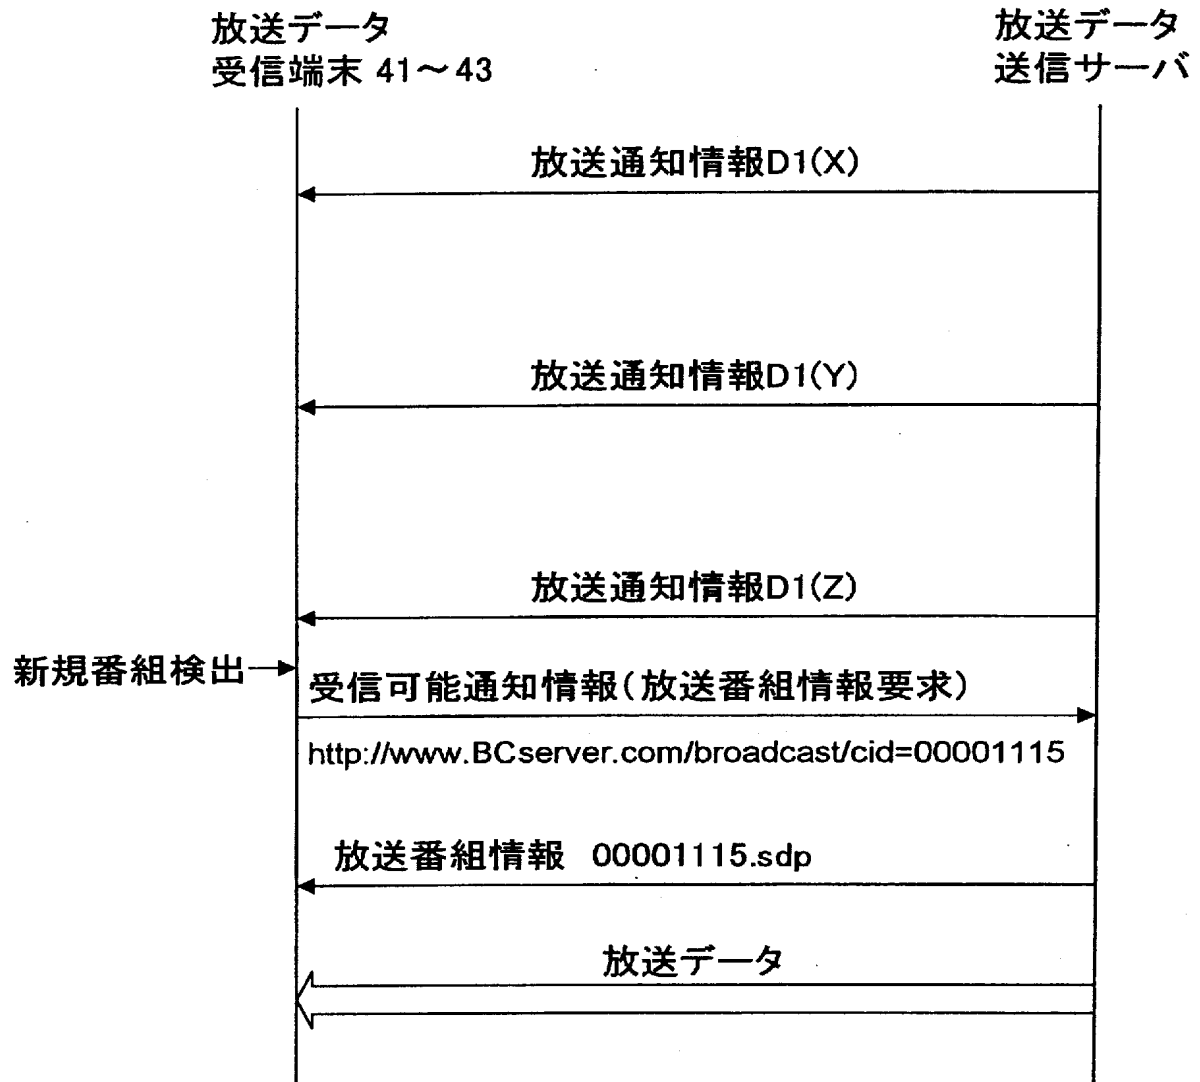 放送データ
受信端末 41～43
放送データ
送信サーバ
放送通知情報D1(X)
放送通知情報D1(Y)
放送通知情報D1(Z)
新規番組検出
受信可能通知情報(放送番組情報要求)
http://www.BCserver.com/broadcast/cid=00001115
放送番組情報 00001115.sdp
放送データ